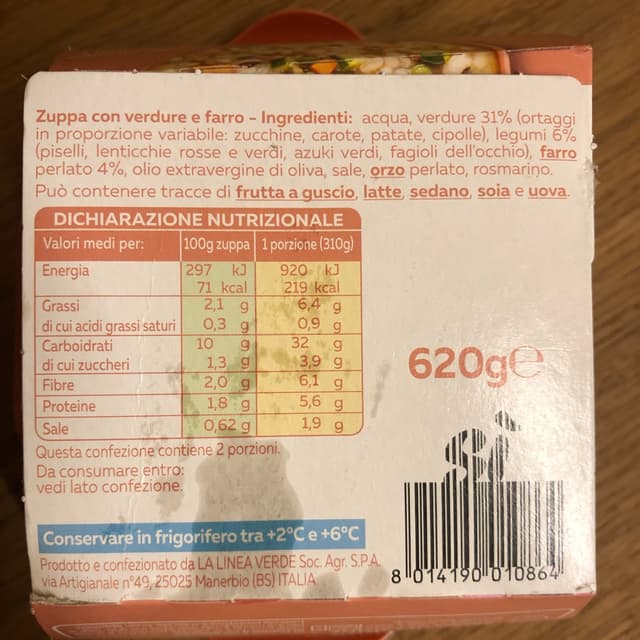 Zuppa con verdure e farro - Ingredienti: acqua, verdure 31% (ortaggi
in proporzione variabile: zucchine, carote, patate, cipolle), legumi 6%
(piselli, lenticchie rosse e verdi, azuki verdi, fagioli dell'occhio), farro
perlato 4%, olio extravergine di oliva, sale, orzo perlato, rosmarino.
Può contenere tracce di frutta a guscio, latte, sedano, soia e uova.
DICHIARAZIONE NUTRIZIONALE
Valori medi per: 100g zuppa 1 porzione (310g)
Energia 297 kJ 920 kJ
71 kcal 219 kcal
Grassi 2,1 g 6,4 g
di cui acidi grassi saturi 0,3 g 0,9 g
Carboidrati 10 g 32 g
di cui zuccheri 1,3 g 3,9 g
Fibre 2,0 g 6,1 g
Proteine 1,8 g 5,6 g
Sale 0,62 g 1,9 g
620g e
Questa confezione contiene 2 porzioni.
Da consumare entro:
vedi lato confezione.
sì
Conservare in frigorifero tra +2°C e +6°C
Prodotto e confezionato da LA LINEA VERDE Soc. Agr. S.P.A.
via Artigianale n°49, 25025 Manerbio (BS) ITALIA
8 014190 010864